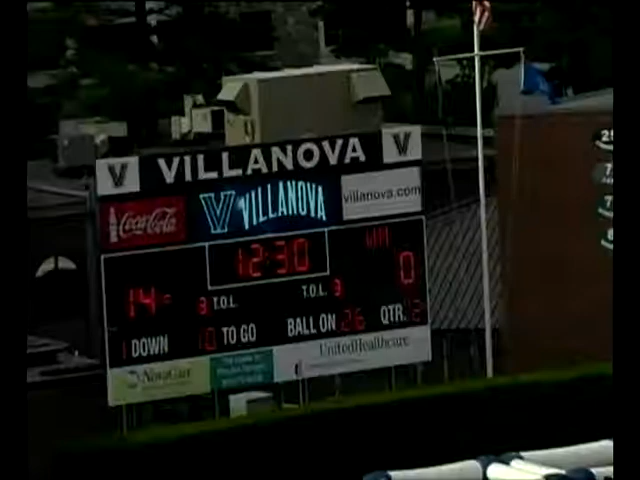 V VILLANOVA V
Coca-Cola V VILLANOVA villanova.com
12:30
14 0
3 T.O.L. T.O.L. 3
1 DOWN 10 TO GO BALL ON 26 QTR. 2
NovaCare UnitedHealthcare